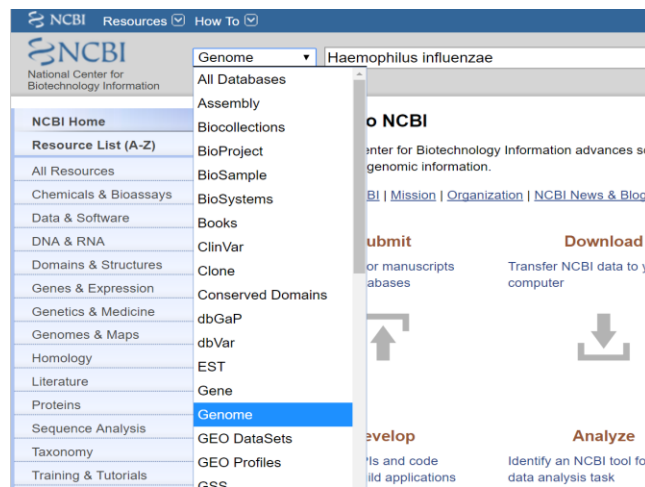 NCBI Resources How To
NCBI
National Center for
Biotechnology Information
Genome
Haemophilus influenzae
NCBI Home
Resource List (A-Z)
All Resources
Chemicals & Bioassays
Data & Software
DNA & RNA
Domains & Structures
Genes & Expression
Genetics & Medicine
Genomes & Maps
Homology
Literature
Proteins
Sequence Analysis
Taxonomy
Training & Tutorials
All Databases
Assembly
Biocollections
BioProject
BioSample
BioSystems
Books
ClinVar
Clone
Conserved Domains
dbGaP
dbVar
EST
Gene
Genome
GEO DataSets
GEO Profiles
GSS
o NCBI
enter for Biotechnology Information advances s
genomic information.
BI | Mission | Organization | NCBI News & Blog
ubmit
or manuscripts
abases
Download
Transfer NCBI data to y
computer
evelop
PIs and code
ild applications
Analyze
Identify an NCBI tool fo
data analysis task